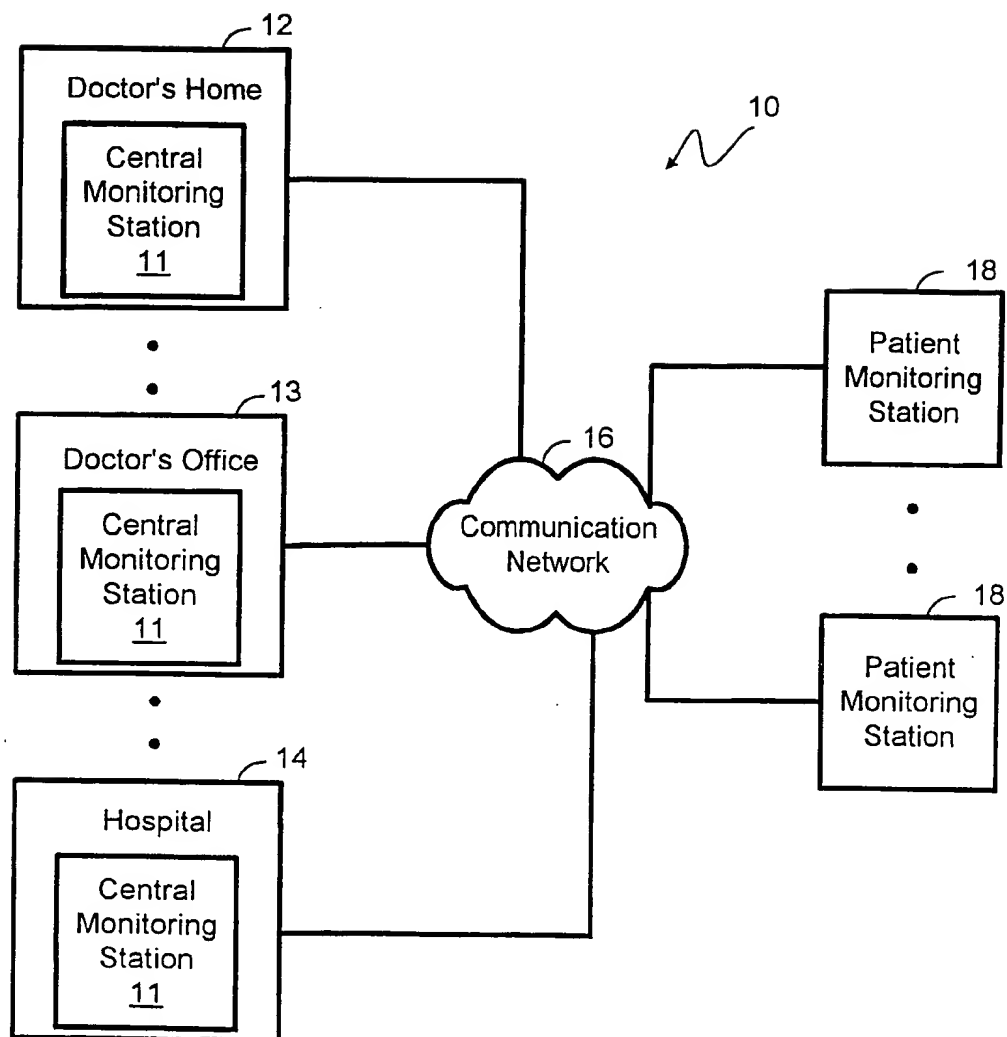 12
Doctor's Home
Central
Monitoring
Station
11
10
13
Doctor's Office
Central
Monitoring
Station
11
14
Hospital
Central
Monitoring
Station
11
16
Communication
Network
18
Patient
Monitoring
Station
18
Patient
Monitoring
Station